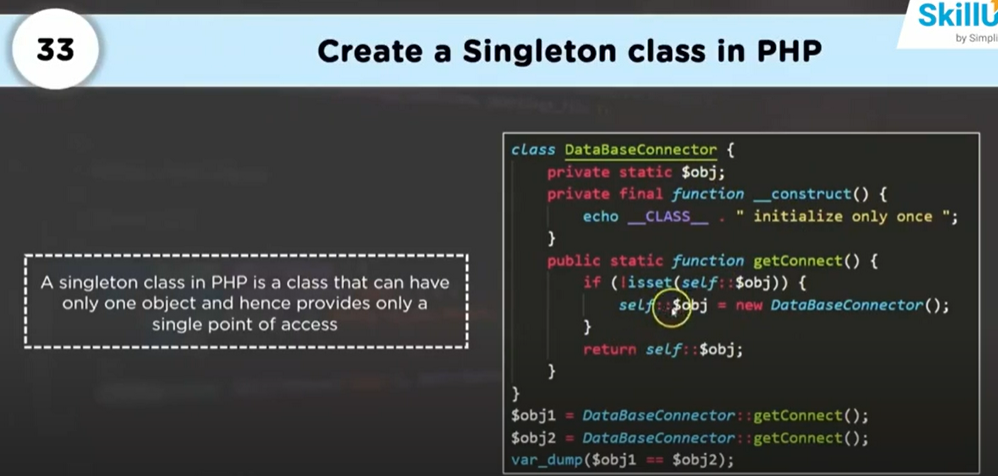 33
Create a Singleton class in PHP
by Simpli
A singleton class in PHP is a class that can have
only one object and hence provides only a
single point of access
class DataBaseConnector {
private static $obj;
private final function __construct() {
echo __CLASS__ . " initialize only once ";
}
public static function getConnect() {
if (!isset(self::$obj)) {
self::$obj = new DataBaseConnector();
}
return self::$obj;
}
}
$obj1 = DataBaseConnector::getConnect();
$obj2 = DataBaseConnector::getConnect();
var_dump($obj1 == $obj2);